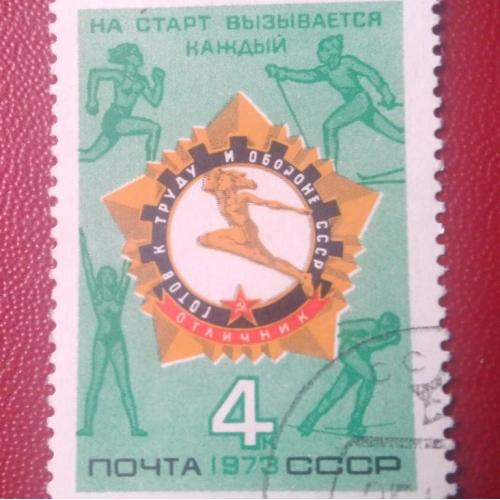 НА СТАРТ ВЫЗЫВАЕТСЯ
КАЖДЫЙ
ГОТОВ К ТРУДУ И ОБОРОНЕ СССР
ОТЛИЧНИК
4к
ПОЧТА 1973 СССР